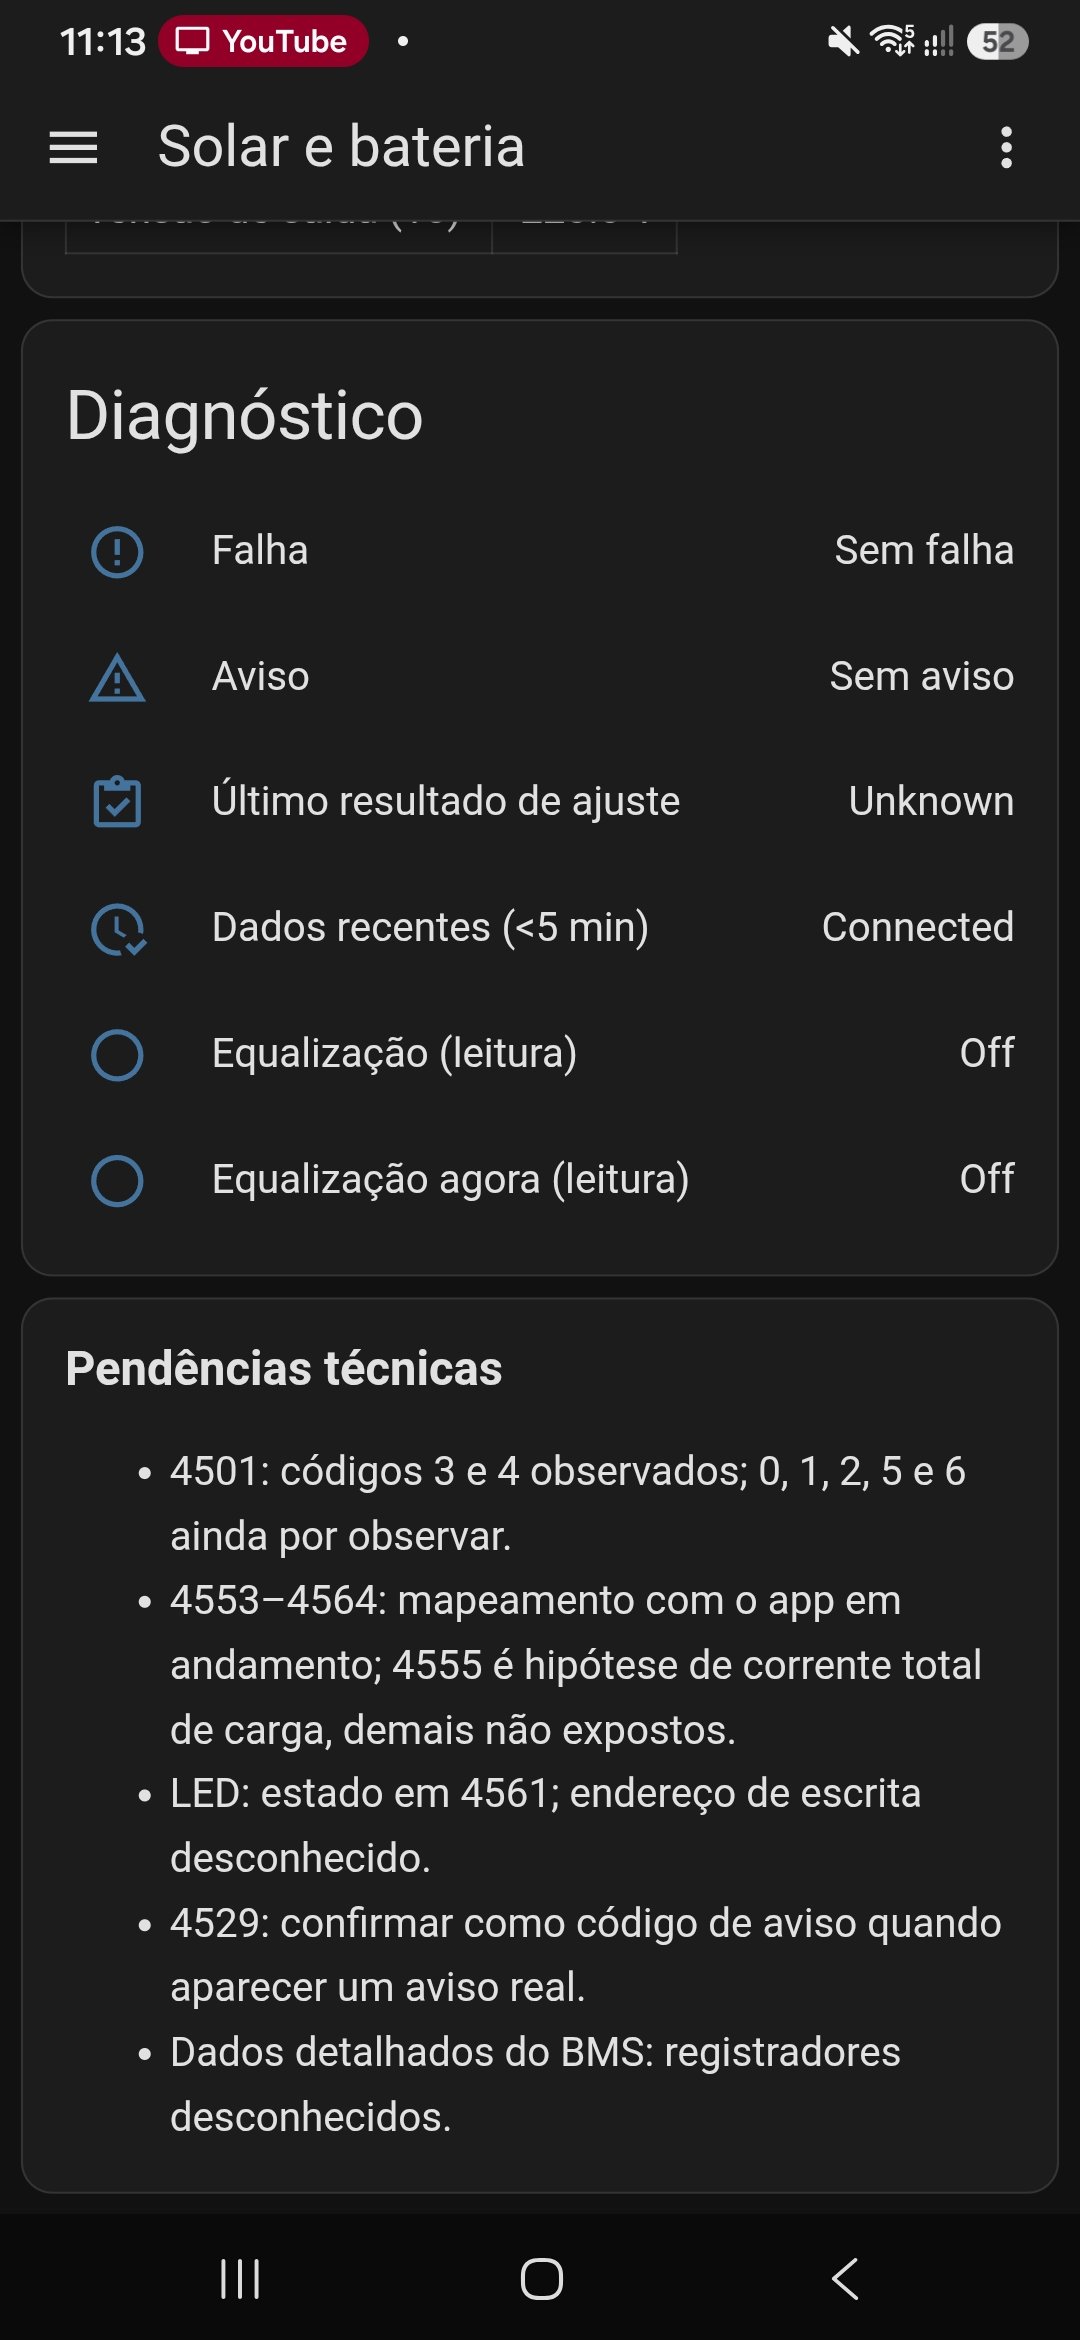 11:13 YouTube 5 52
Solar e bateria
Diagnóstico
Falha Sem falha
Aviso Sem aviso
Último resultado de ajuste Unknown
Dados recentes (<5 min) Connected
Equalização (leitura) Off
Equalização agora (leitura) Off
Pendências técnicas
• 4501: códigos 3 e 4 observados; 0, 1, 2, 5 e 6
ainda por observar.
• 4553–4564: mapeamento com o app em
andamento; 4555 é hipótese de corrente total
de carga, demais não expostos.
• LED: estado em 4561; endereço de escrita
desconhecido.
• 4529: confirmar como código de aviso quando
aparecer um aviso real.
• Dados detalhados do BMS: registradores
desconhecidos.